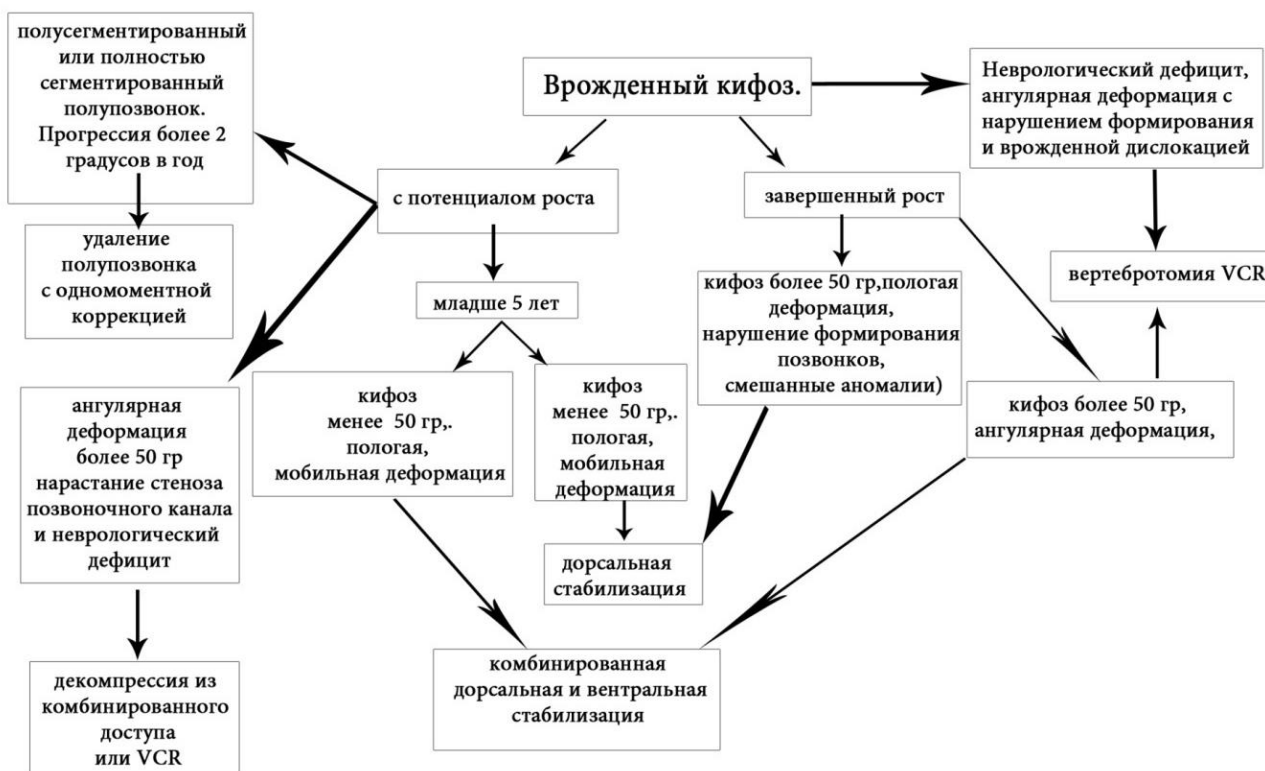 полусегментированный
или полностью
сегментированный
полупозвонок.
Прогрессия более 2
градусов в год
Врожденный кифоз.
Неврологический дефицит,
ангулярная деформация с
нарушением формирования
и врожденной дислокацией
с потенциалом роста
завершенный рост
удаление
полупозвонка
с одномоментной
коррекцией
вертебротомия VCR
младше 5 лет
кифоз более 50 гр,пологая
деформация,
нарушение формирования
позвонков,
смешанные аномалии)
ангулярная
деформация
более 50 гр
нарастание стеноза
позвоночного канала
и неврологический
дефицит
кифоз
менее 50 гр,.
пологая,
мобильная деформация
кифоз
менее 50 гр,.
пологая,
мобильная
деформация
кифоз более 50 гр,
ангулярная деформация,
дорсальная
стабилизация
комбинированная
дорсальная и вентральная
стабилизация
декомпрессия из
комбинированного
доступа
или VCR